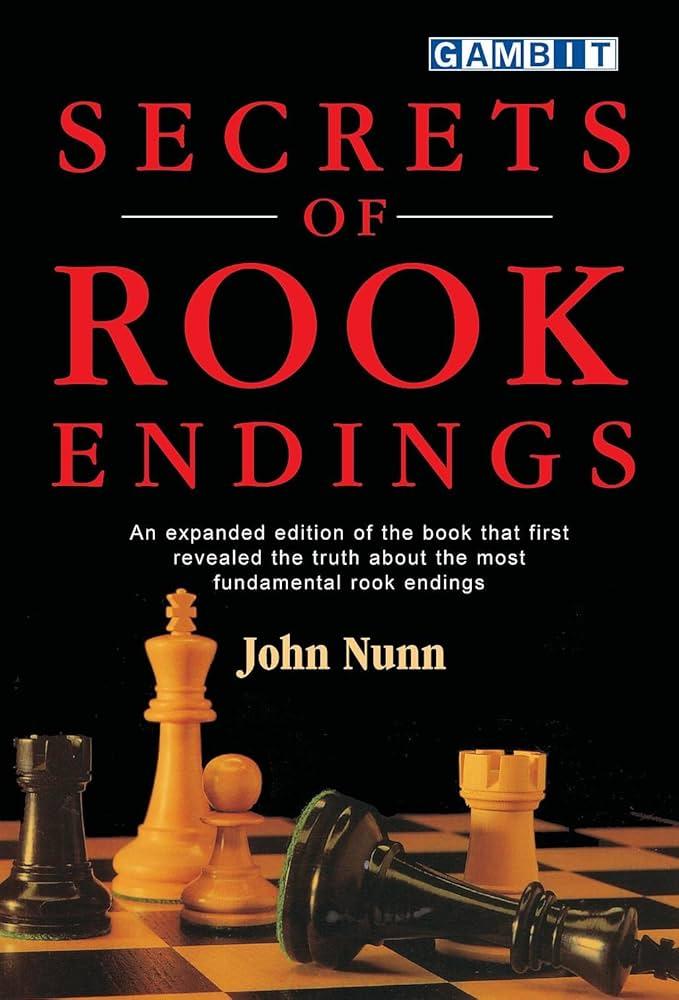 GAMBIT
SECRETS
OF
ROOK
ENDINGS
An expanded edition of the book that first
revealed the truth about the most
fundamental rook endings
John Nunn